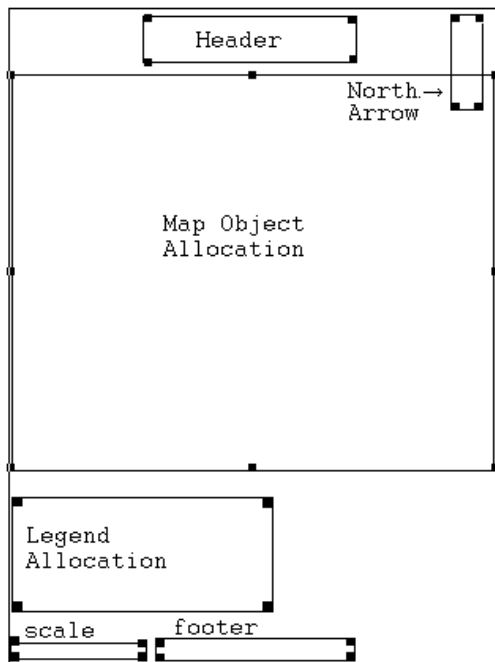 Header
North→
Arrow
Map Object
Allocation
Legend
Allocation
scale
footer